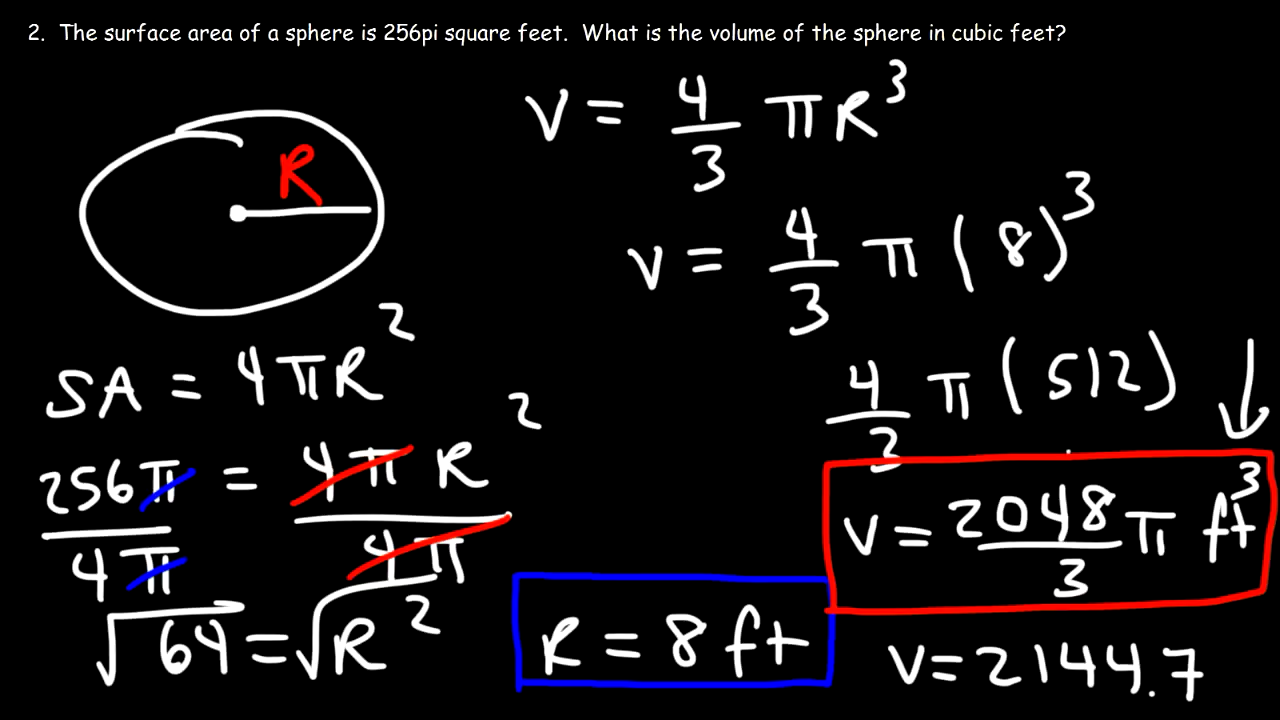 2. The surface area of a sphere is 256pi square feet. What is the volume of the sphere in cubic feet?
R
SA = 4πR²
256π/4π = 4πR²/4π
√64 = √R²
R = 8 ft
V = 4/3 πR³
V = 4/3 π(8)³
4/3 π(512)
V = 2048/3 π ft³
V = 2144.7